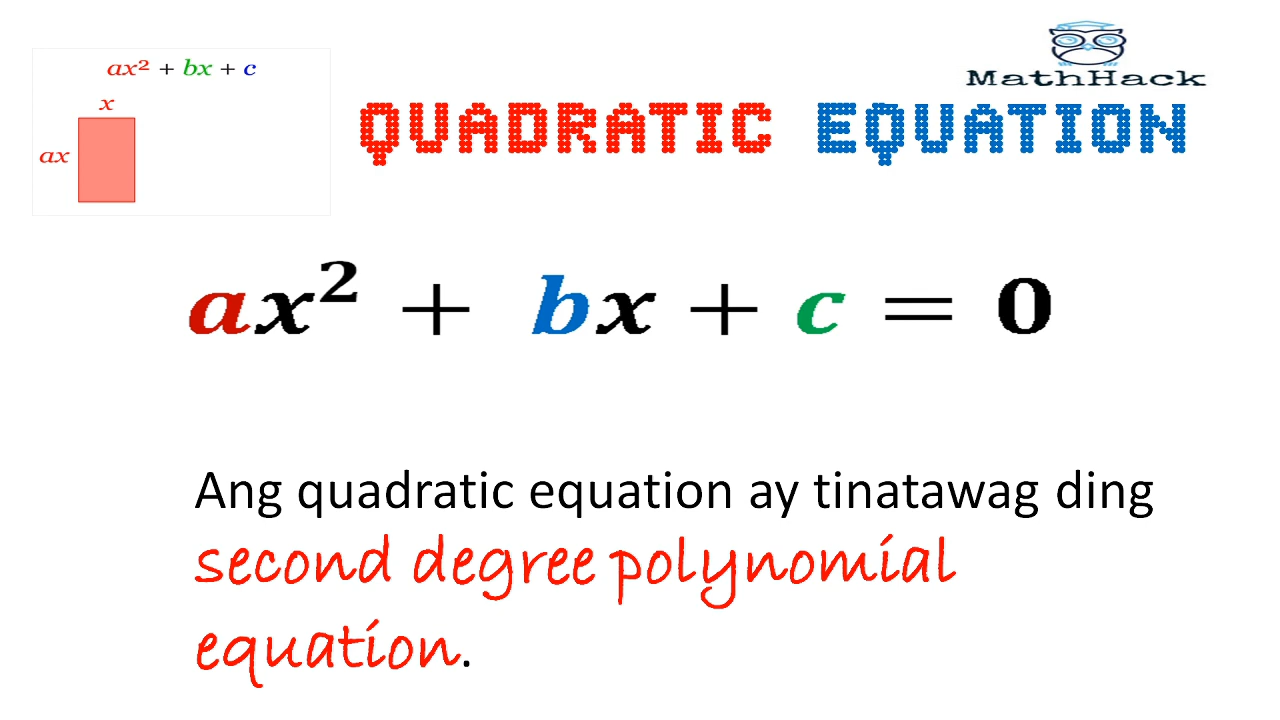 ax² + bx + c
x
ax
MathHack
QUADRATIC EQUATION
ax² + bx + c = 0
Ang quadratic equation ay tinatawag ding
second degree polynomial
equation.